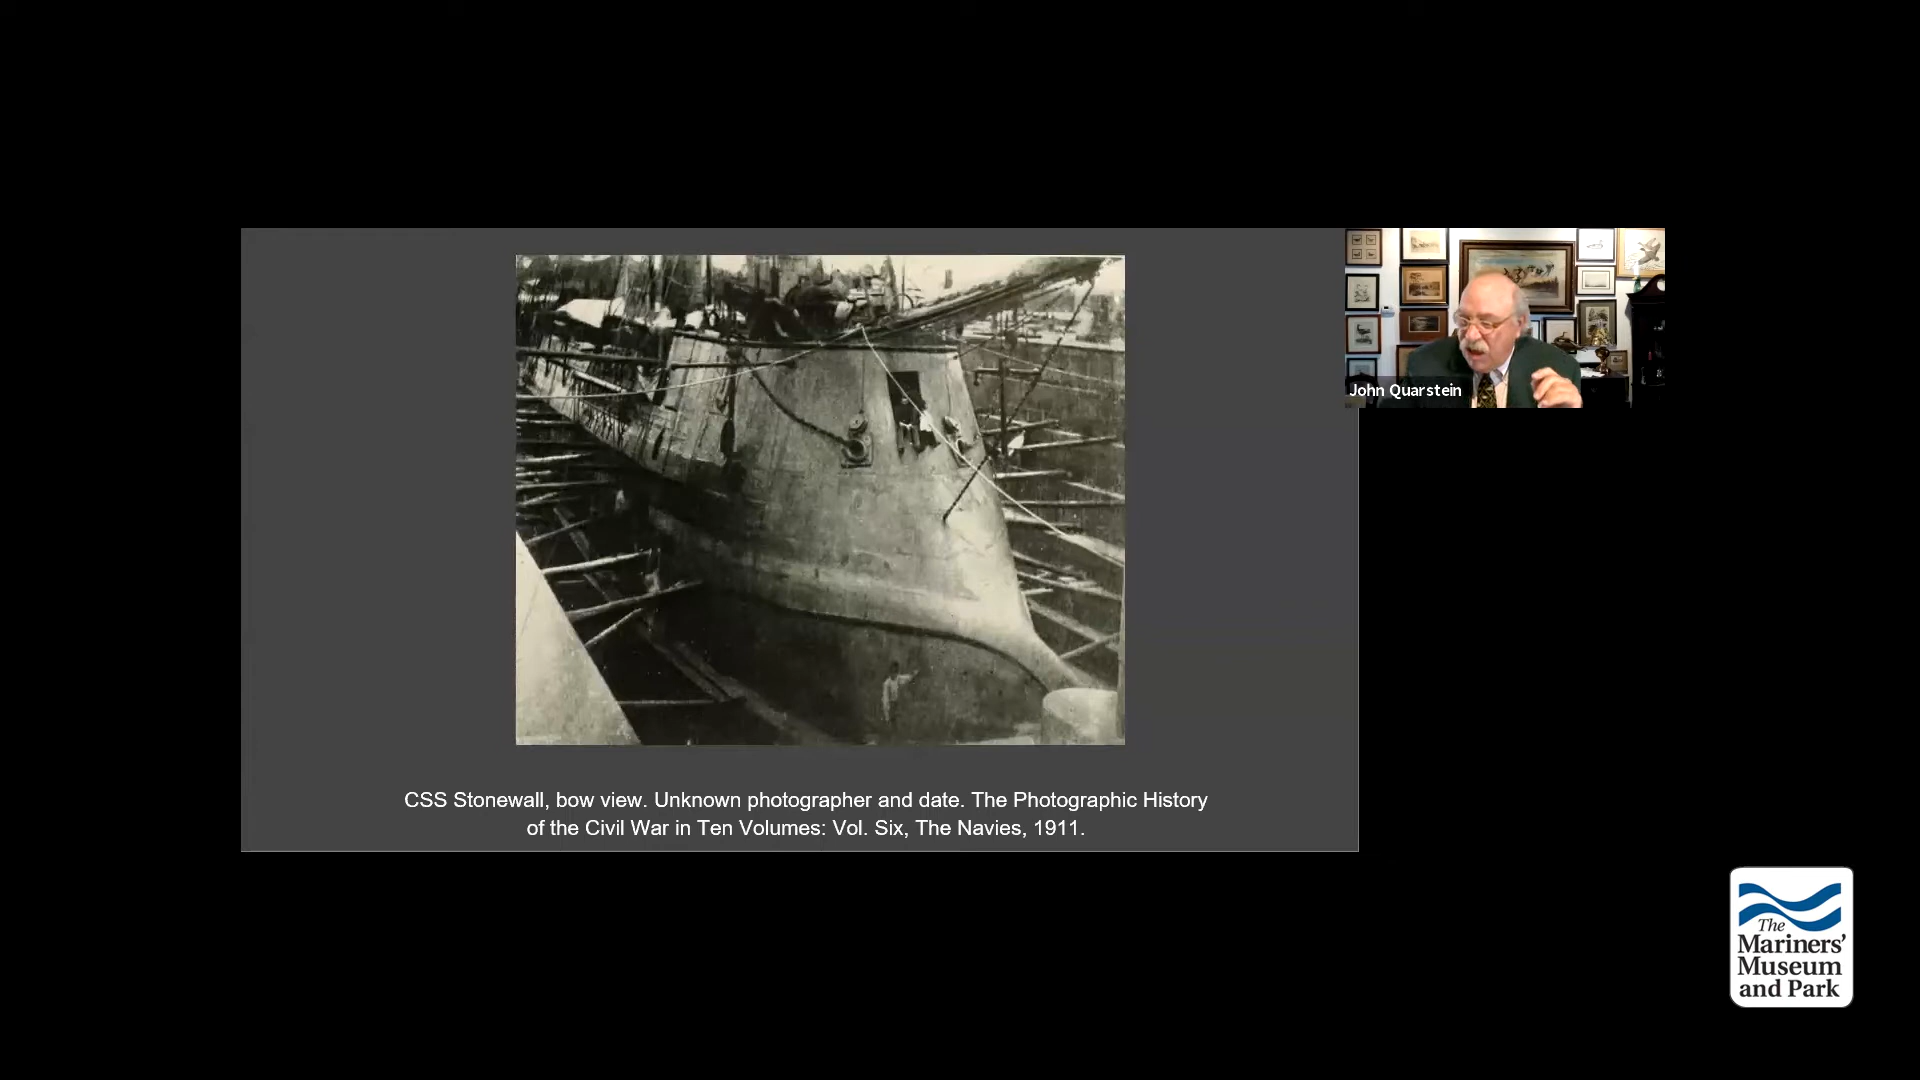 John Quarstein
CSS Stonewall, bow view. Unknown photographer and date. The Photographic History
of the Civil War in Ten Volumes: Vol. Six, The Navies, 1911.
The
Mariners'
Museum
and Park